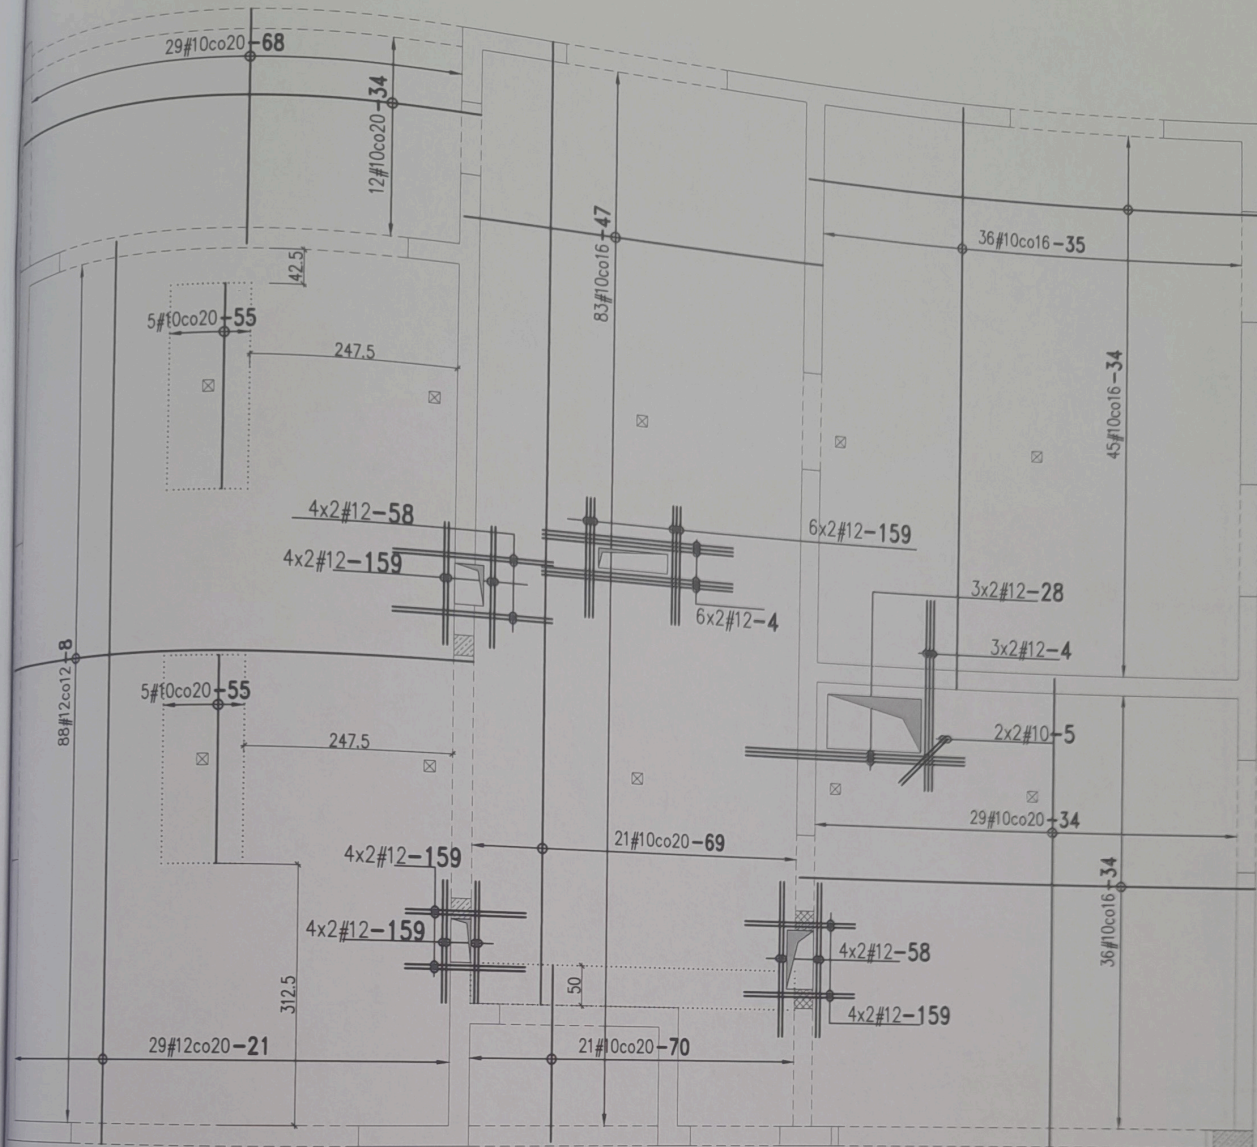 29#10co20-68
12#10co20-34
83#10co16-47
36#10co16-35
42.5
5#10co20-55
247.5
45#10co16-34
4x2#12-58
4x2#12-159
6x2#12-159
3x2#12-28
6x2#12-4
3x2#12-4
88#12co12-8
5#10co20-55
247.5
2x2#10-5
29#10co20-34
21#10co20-69
4x2#12-159
36#10co16-34
4x2#12-159
4x2#12-58
312.5
50
4x2#12-159
29#12co20-21
21#10co20-70